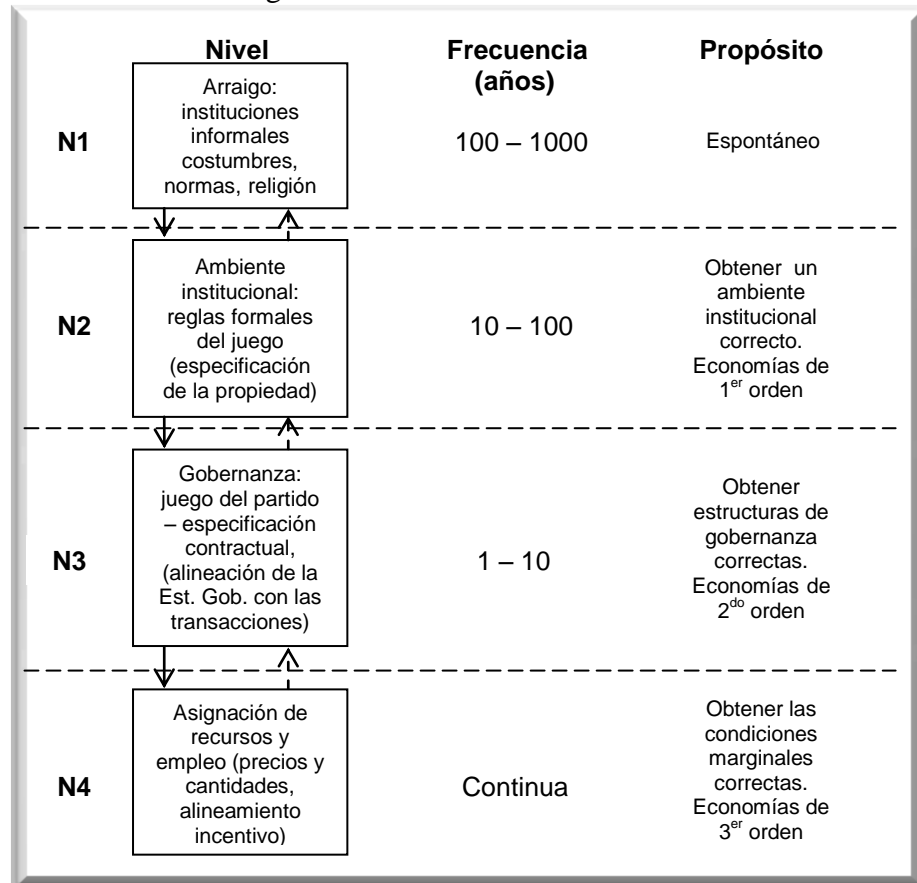 Nivel
Frecuencia
(años)
Propósito
N1
Arraigo:
instituciones
informales
costumbres,
normas, religión
100 – 1000
Espontáneo
N2
Ambiente
institucional:
reglas formales
del juego
(especificación
de la propiedad)
10 – 100
Obtener un
ambiente
institucional
correcto.
Economías de
1er orden
N3
Gobernanza:
juego del partido
– especificación
contractual,
(alineación de la
Est. Gob. con las
transacciones)
1 – 10
Obtener
estructuras de
gobernanza
correctas.
Economías de
2do orden
N4
Asignación de
recursos y
empleo (precios y
cantidades,
alineamiento
incentivo)
Continua
Obtener las
condiciones
marginales
correctas.
Economías de
3er orden